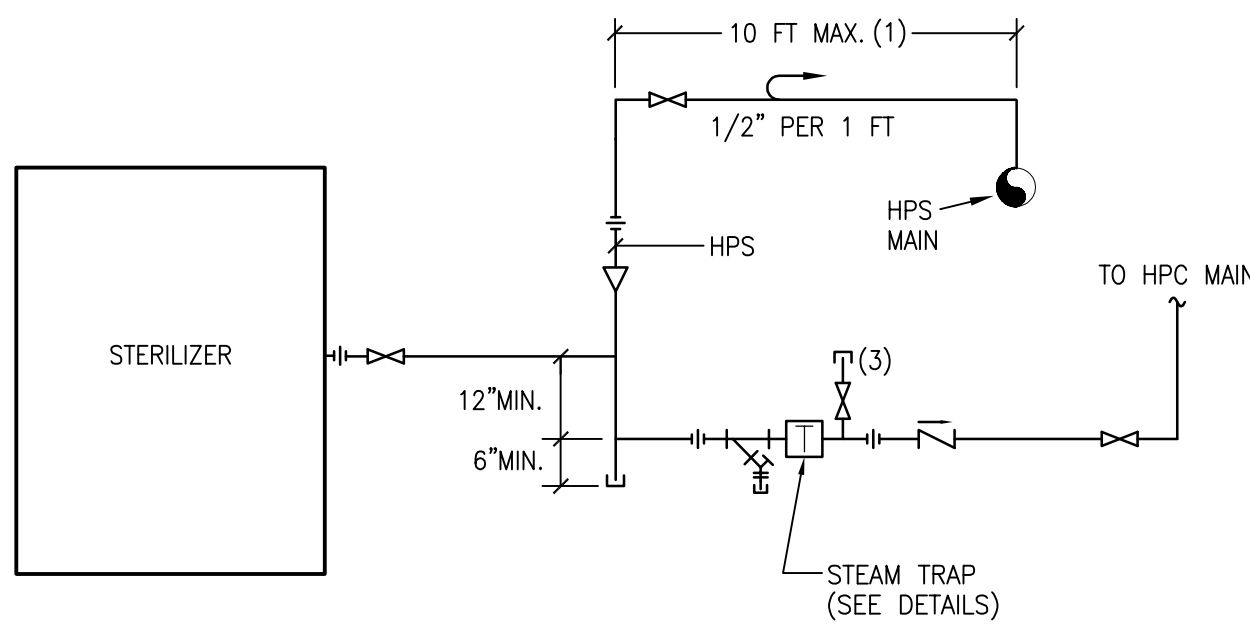 10 FT MAX. (1)
1/2" PER 1 FT
HPS
MAIN
HPS
TO HPC MAIN
STERILIZER
(3)
12"MIN.
6"MIN.
T
STEAM TRAP
(SEE DETAILS)